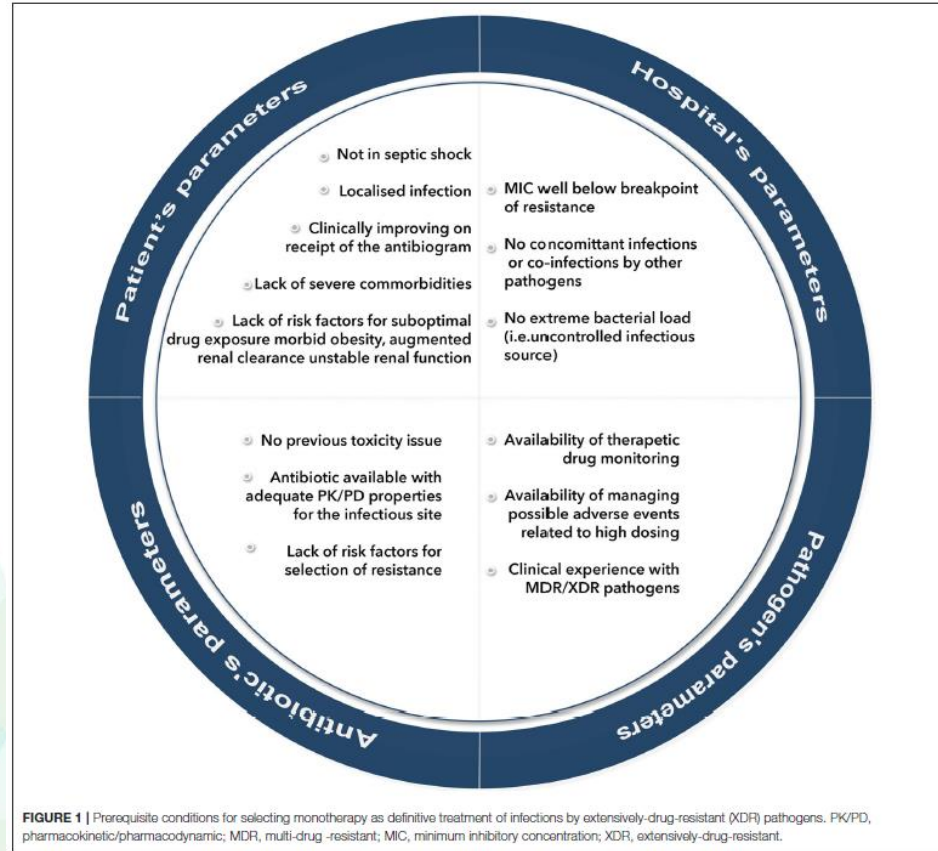 Patient's parameters
Not in septic shock
Localised infection
Clinically improving on
receipt of the antibiogram
Lack of severe commorbidities
Lack of risk factors for suboptimal
drug exposure morbid obesity, augmented
renal clearance unstable renal function
Hospital's parameters
MIC well below breakpoint
of resistance
No concomittant infections
or co-infections by other
pathogens
No extreme bacterial load
(i.e.uncontrolled infectious
source)
Antibiotic's parameters
No previous toxicity issue
Antibiotic available with
adequate PK/PD properties
for the infectious site
Lack of risk factors for
selection of resistance
Pathogen's parameters
Availability of therapetic
drug monitoring
Availability of managing
possible adverse events
related to high dosing
Clinical experience with
MDR/XDR pathogens
FIGURE 1 | Prerequisite conditions for selecting monotherapy as definitive treatment of infections by extensively-drug-resistant (XDR) pathogens. PK/PD,
pharmacokinetic/pharmacodynamic; MDR, multi-drug -resistant; MIC, minimum inhibitory concentration; XDR, extensively-drug-resistant.